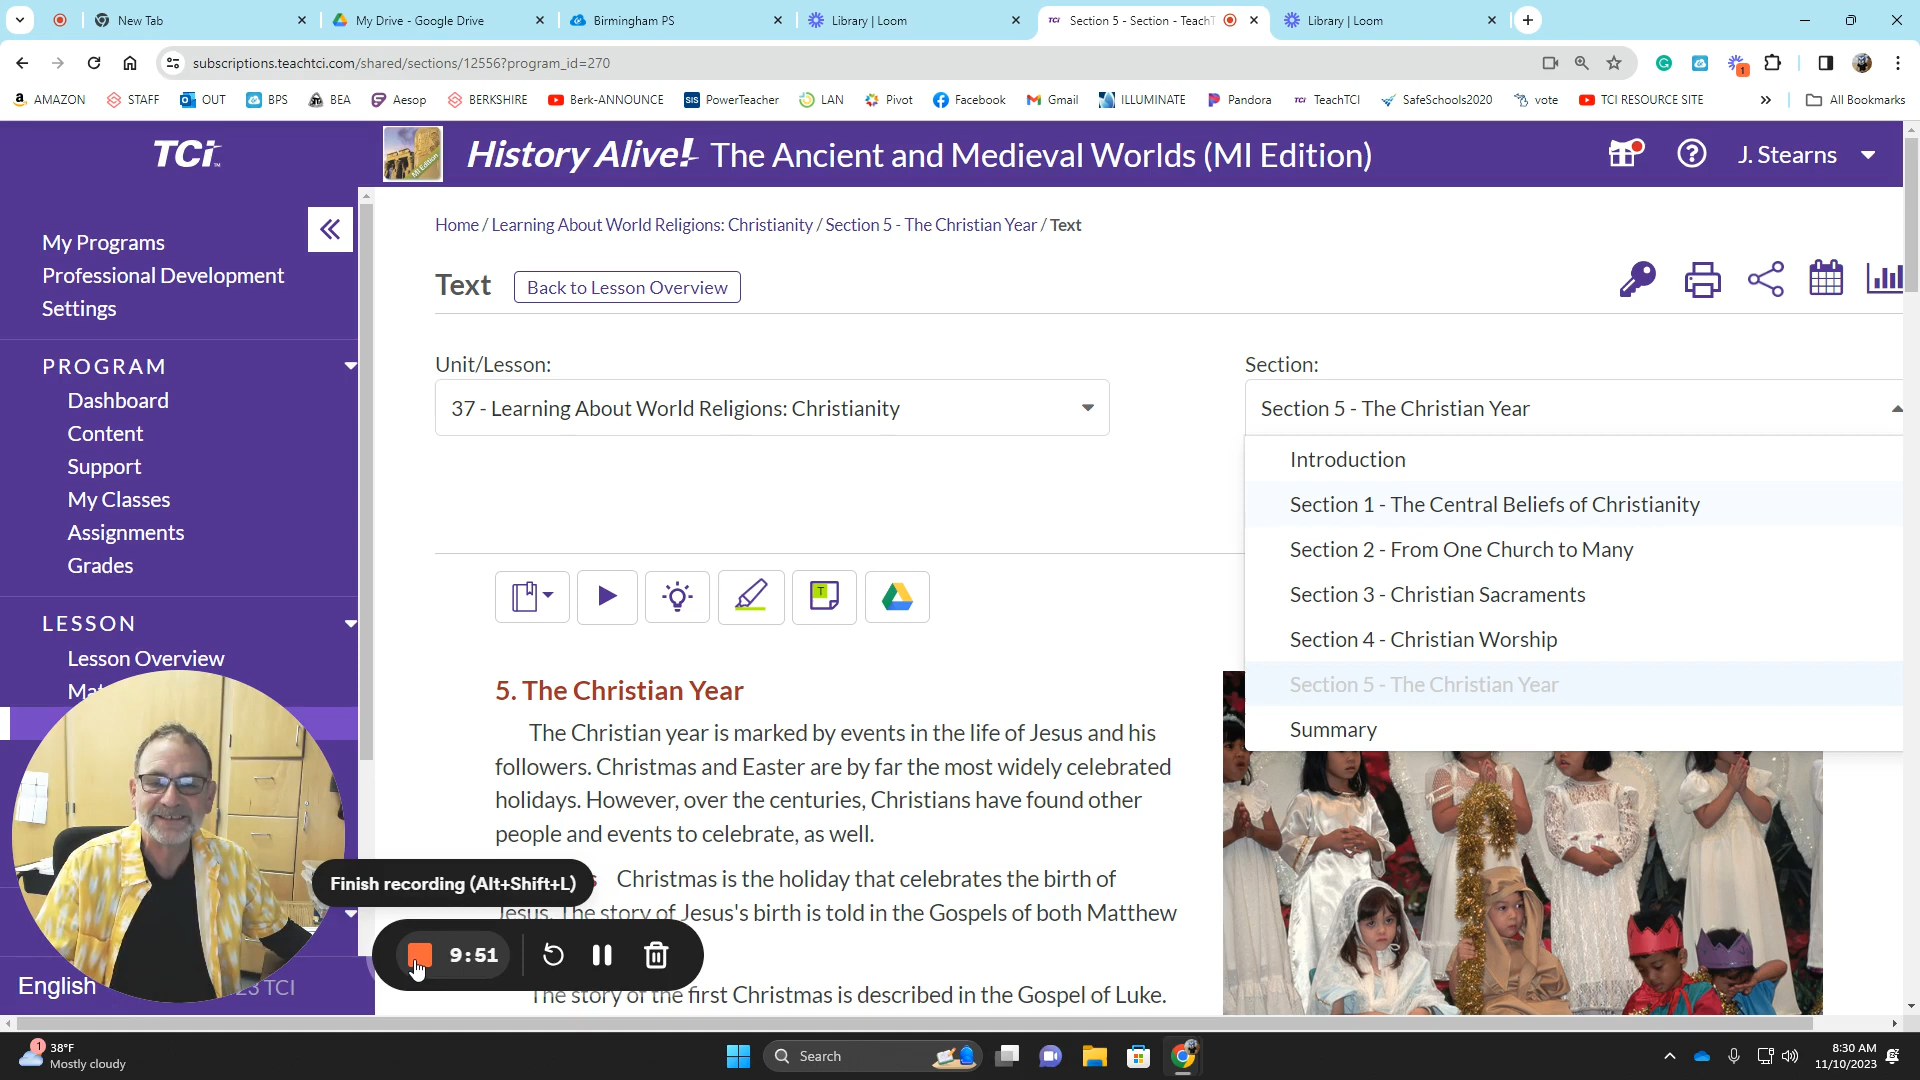 New Tab
My Drive - Google Drive
Birmingham PS
Library | Loom
TCi Section 5 - Section - TeachT
Library | Loom
subscriptions.teachtci.com/shared/sections/12556?program_id=270
1
AMAZON
STAFF
OUT
BPS
BEA
Aesop
BERKSHIRE
Berk-ANNOUNCE
SIS PowerTeacher
LAN
Pivot
Facebook
Gmail
ILLUMINATE
Pandora
TCi TeachTCI
SafeSchools2020
vote
TCI RESOURCE SITE
»
All Bookmarks
TCi
MI Edition
History Alive! The Ancient and Medieval Worlds (MI Edition)
J. Stearns
My Programs
Professional Development
Settings
PROGRAM
Dashboard
Content
Support
My Classes
Assignments
Grades
LESSON
Lesson Overview
English
TCI
Home / Learning About World Religions: Christianity / Section 5 - The Christian Year / Text
Text
Back to Lesson Overview
Unit/Lesson:
37 - Learning About World Religions: Christianity
Section:
Section 5 - The Christian Year
Introduction
Section 1 - The Central Beliefs of Christianity
Section 2 - From One Church to Many
Section 3 - Christian Sacraments
Section 4 - Christian Worship
Section 5 - The Christian Year
Summary
T
5. The Christian Year
The Christian year is marked by events in the life of Jesus and his
followers. Christmas and Easter are by far the most widely celebrated
holidays. However, over the centuries, Christians have found other
people and events to celebrate, as well.
Christmas is the holiday that celebrates the birth of
Jesus. The story of Jesus's birth is told in the Gospels of both Matthew
The story of the first Christmas is described in the Gospel of Luke.
Finish recording (Alt+Shift+L)
9:51
1
38°F
Mostly cloudy
Search
8:30 AM
11/10/2023